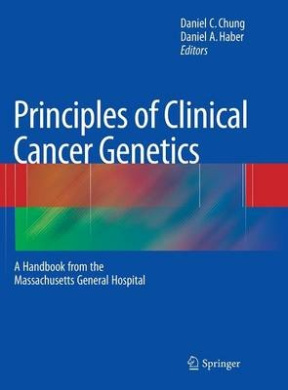 Daniel C. Chung
Daniel A. Haber
Editors
Principles of Clinical
Cancer Genetics
A Handbook from the
Massachusetts General Hospital
Springer